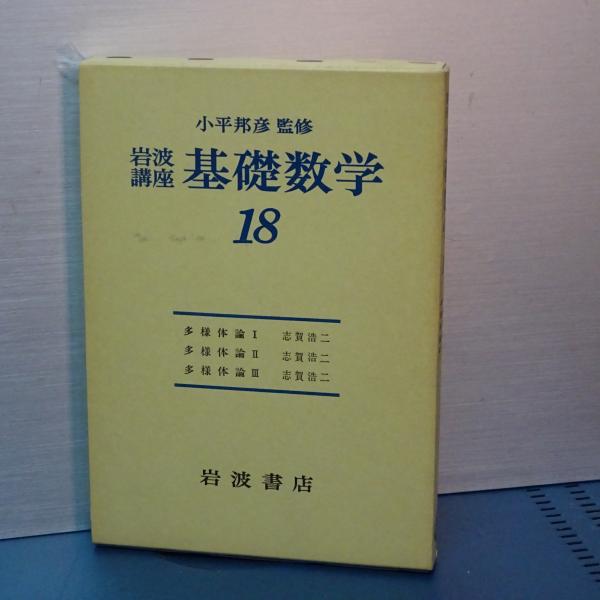 小平邦彦 監修
岩波
講座 基礎数学
18
多様体論 I 志賀浩二
多様体論 II 志賀浩二
多様体論 III 志賀浩二
岩波書店